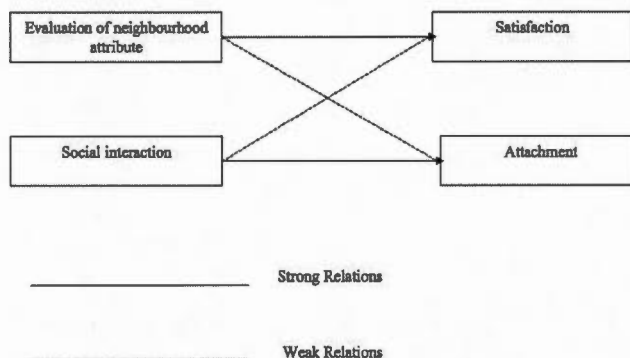 Evaluation of neighbourhood
attribute
Satisfaction
Social interaction
Attachment
Strong Relations
Weak Relations